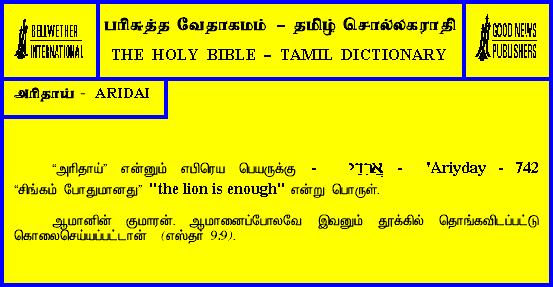 BELLWETHER
INTERNATIONAL
பரிசுத்த வேதாகமம் – தமிழ் சொல்லகராதி
THE HOLY BIBLE – TAMIL DICTIONARY
GOOD NEWS
PUBLISHERS
அரிதாய் - ARIDAI
“அரிதாய்” என்னும் எபிரெய பெயருக்கு - אֲרִדַי - 'Ariyday - 742
“சிங்கம் போதுமானது” "the lion is enough" என்று பொருள்.
ஆமானின் குமாரன். ஆமானைப்போலவே இவனும் தூக்கில் தொங்கவிடப்பட்டு
கொலைசெய்யப்பட்டான் (எஸ்தர் 9:9).